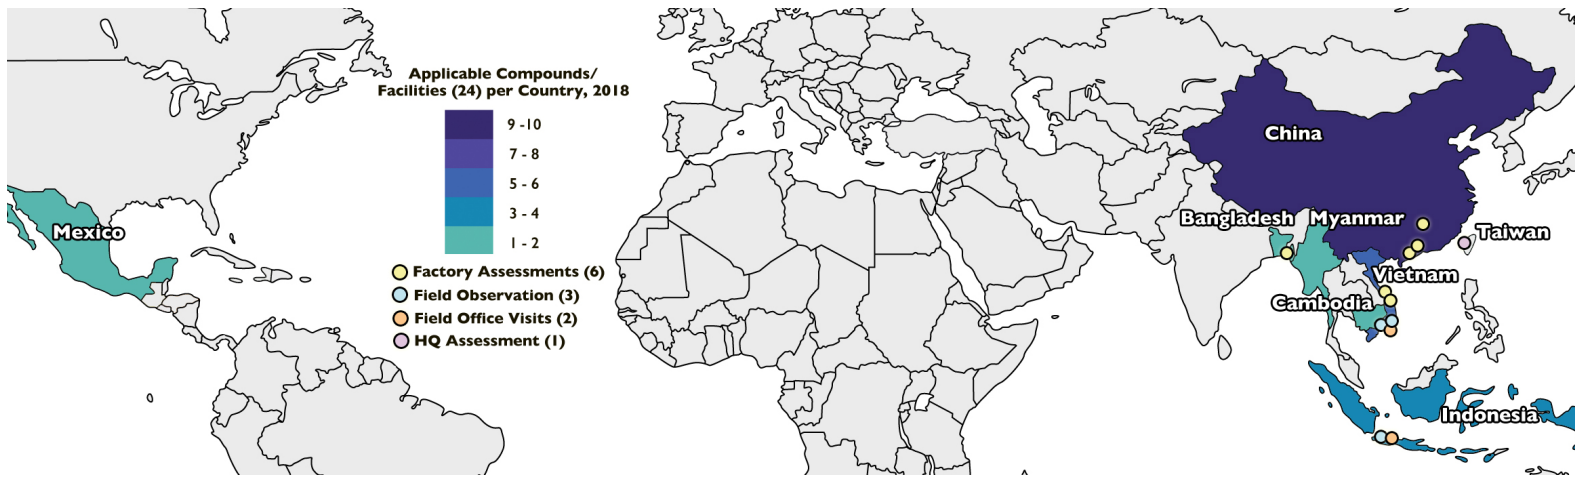 Applicable Compounds/
Facilities (24) per Country, 2018
9 -10
7 - 8
5 - 6
3 - 4
1 - 2
Factory Assessments (6)
Field Observation (3)
Field Office Visits (2)
HQ Assessment (1)
Mexico
China
Bangladesh
Myanmar
Taiwan
Vietnam
Cambodia
Indonesia